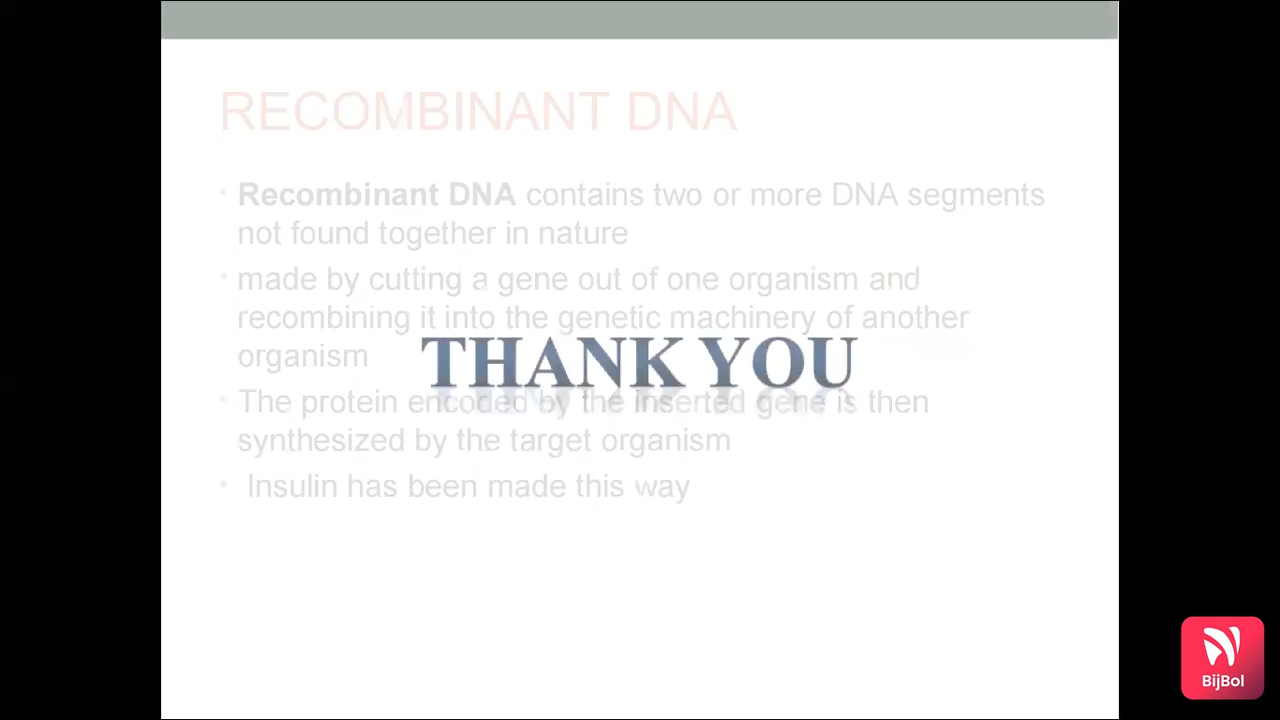 RECOMBINANT DNA
• Recombinant DNA contains two or more DNA segments
not found together in nature
• made by cutting a gene out of one organism and
recombining it into the genetic machinery of another
organism
THANK YOU
• The protein encoded by the inserted gene is then
synthesized by the target organism
• Insulin has been made this way
BijBol